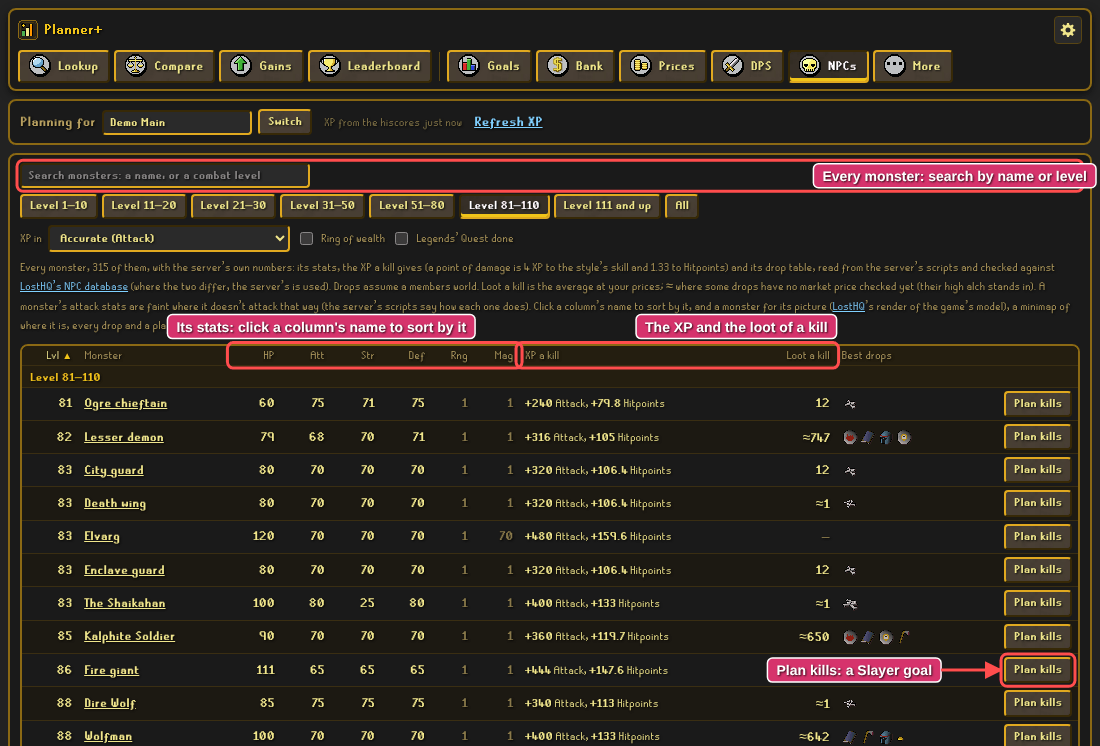 Planner+
Lookup Compare Gains Leaderboard Goals Bank Prices DPS NPCs More
Planning for Demo Main Switch XP from the hiscores just now Refresh XP
Search monsters: a name, or a combat level
Every monster: search by name or level
Level 1–10 Level 11–20 Level 21–30 Level 31–50 Level 51–80 Level 81–110 Level 111 and up All
XP in Accurate (Attack) Ring of wealth Legends' Quest done
Every monster, 315 of them, with the server's own numbers: its stats, the XP a kill gives (a point of damage is 4 XP to the style's skill and 1.33 to Hitpoints) and its drop table, read from the server's scripts and checked against
LostHQ's NPC database (where the two differ, the server's is used). Drops assume a members world. Loot a kill is the average at your prices; ≈ where some drops have no market price checked yet (their high alch stands in). A
monster's attack stats are faint where it doesn't attack that way (the server's scripts say how each one does). Click a column's name to sort by it, and a monster for its picture (LostHQ's render of the game's model), a minimap of
where it is, every drop and a pla
Its stats: click a column's name to sort by it
The XP and the loot of a kill
Lvl ▲ Monster HP Att Str Def Rng Mag XP a kill Loot a kill Best drops
Level 81–110
81 Ogre chieftain 60 75 71 75 1 1 +240 Attack, +79.8 Hitpoints 12 Plan kills
82 Lesser demon 79 68 70 71 1 1 +316 Attack, +105 Hitpoints ≈747 Plan kills
83 City guard 80 70 70 70 1 1 +320 Attack, +106.4 Hitpoints 12 Plan kills
83 Death wing 80 70 70 70 1 1 +320 Attack, +106.4 Hitpoints ≈1 Plan kills
83 Elvarg 120 70 70 70 1 70 +480 Attack, +159.6 Hitpoints — Plan kills
83 Enclave guard 80 70 70 70 1 1 +320 Attack, +106.4 Hitpoints 12 Plan kills
83 The Shaikahan 100 80 25 80 1 1 +400 Attack, +133 Hitpoints ≈1 Plan kills
85 Kalphite Soldier 90 70 70 70 1 1 +360 Attack, +119.7 Hitpoints ≈650 Plan kills
86 Fire giant 111 65 65 65 1 1 +444 Attack, +147.6 Hitpoints Plan kills: a Slayer goal Plan kills
88 Dire Wolf 85 75 75 75 1 1 +340 Attack, +113 Hitpoints ≈1 Plan kills
88 Wolfman 100 70 70 70 1 1 +400 Attack, +133 Hitpoints ≈642 Plan kills